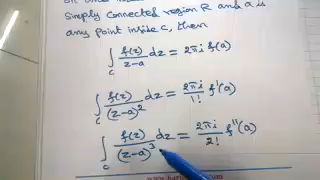 Simply connected region R and a is
any point inside C, then
∫_C f(z)/(z-a) dz = 2πi f(a)
∫_C f(z)/(z-a)² dz = 2πi/1! f'(a)
∫_C f(z)/(z-a)³ dz = 2πi/2! f''(a)